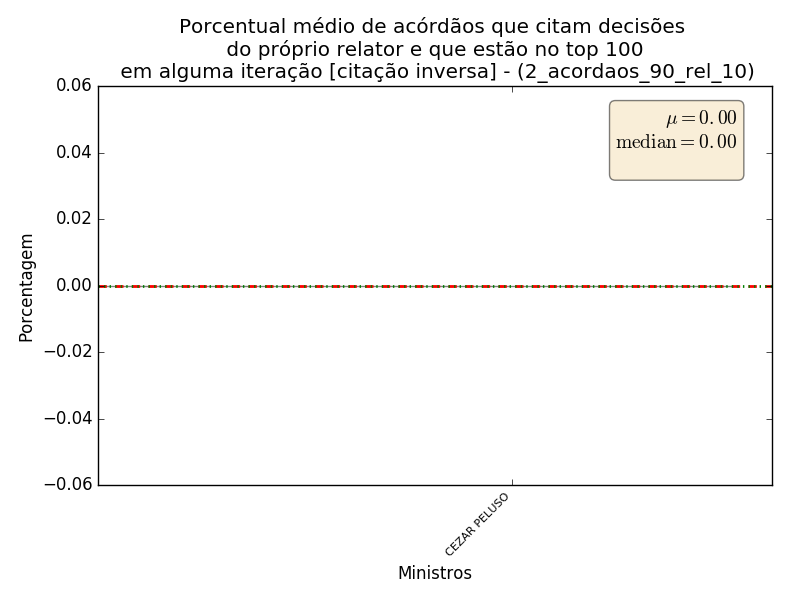 Porcentual médio de acórdãos que citam decisões
do próprio relator e que estão no top 100
em alguma iteração [citação inversa] - (2_acordaos_90_rel_10)
0.06
μ = 0.00
median = 0.00
0.04
0.02
0.00
−0.02
−0.04
−0.06
Porcentagem
CEZAR PELUSO
Ministros